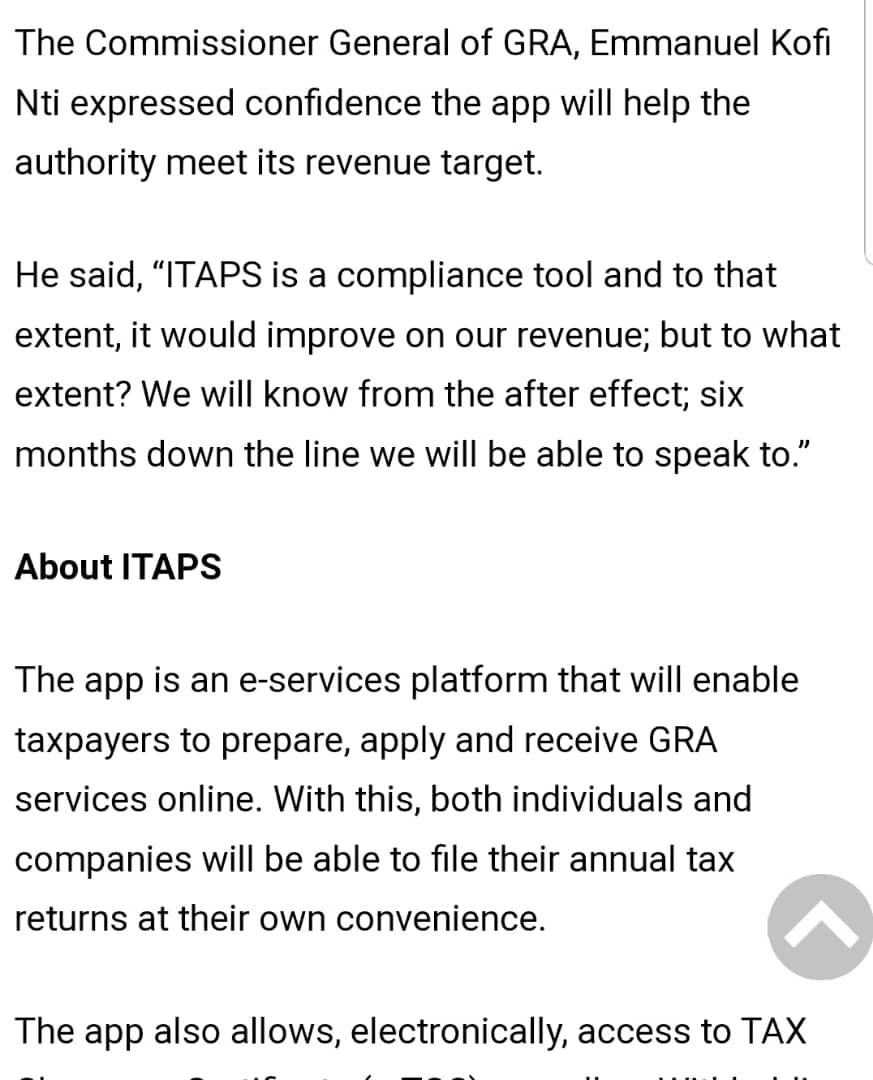 The Commissioner General of GRA, Emmanuel Kofi
Nti expressed confidence the app will help the
authority meet its revenue target.
He said, “ITAPS is a compliance tool and to that
extent, it would improve on our revenue; but to what
extent? We will know from the after effect; six
months down the line we will be able to speak to.”
About ITAPS
The app is an e-services platform that will enable
taxpayers to prepare, apply and receive GRA
services online. With this, both individuals and
companies will be able to file their annual tax
returns at their own convenience.
The app also allows, electronically, access to TAX